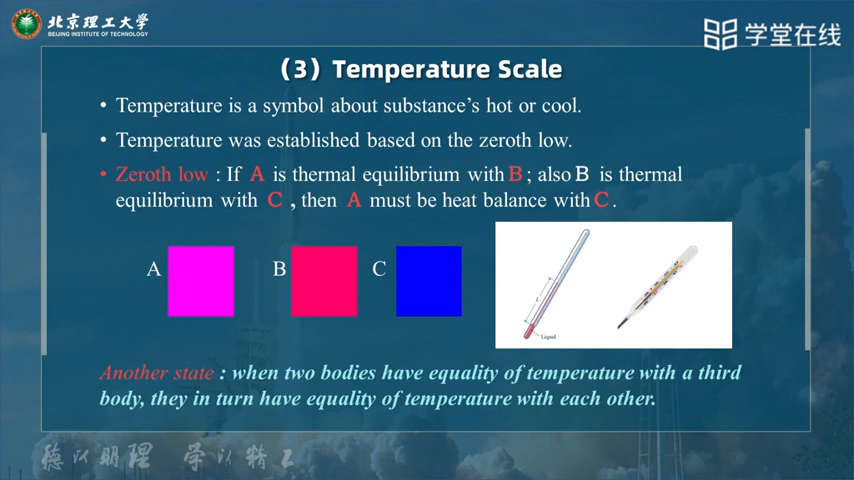 北京理工大学
BEIJING INSTITUTE OF TECHNOLOGY
学堂在线
（3）Temperature Scale
• Temperature is a symbol about substance's hot or cool.
• Temperature was established based on the zeroth low.
• Zeroth low : If A is thermal equilibrium with B ; also B is thermal
equilibrium with C , then A must be heat balance with C .
A
B
C
t
Liquid
Another state : when two bodies have equality of temperature with a third
body, they in turn have equality of temperature with each other.
德以明理 学以精工